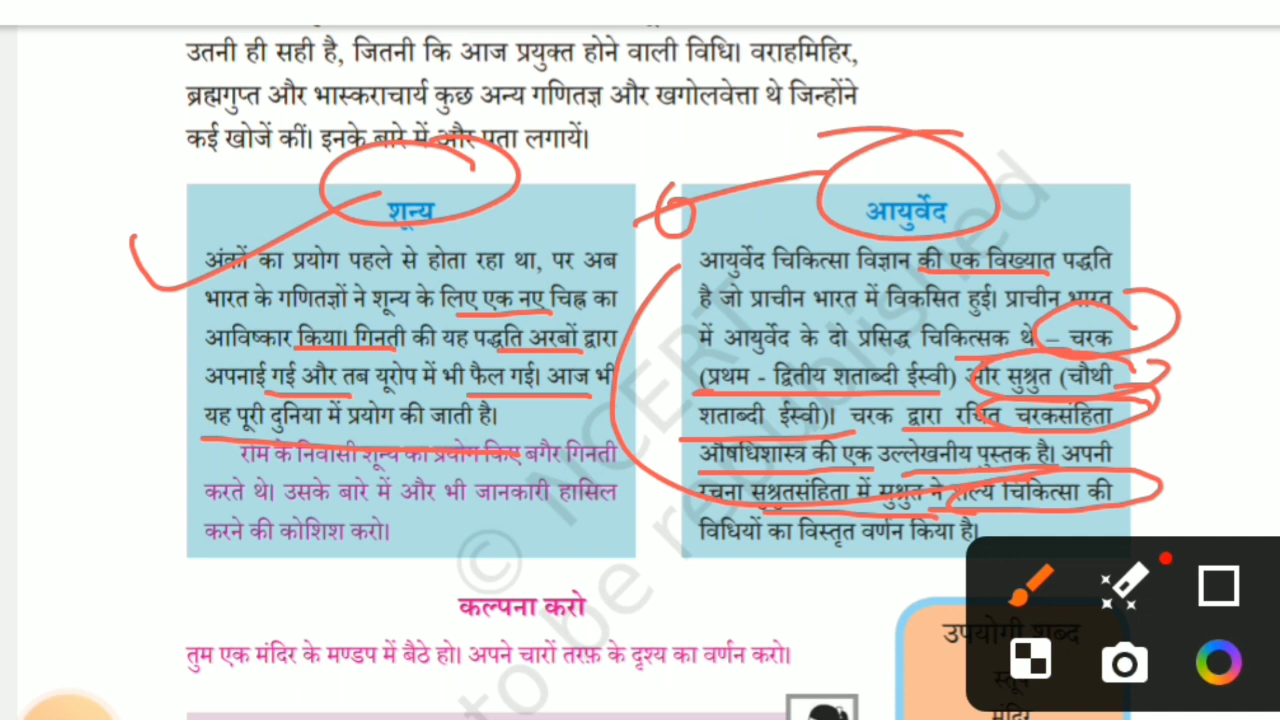 उतनी ही सही है, जितनी कि आज प्रयुक्त होने वाली विधि। वराहमिहिर,
ब्रह्मगुप्त और भास्कराचार्य कुछ अन्य गणितज्ञ और खगोलवेत्ता थे जिन्होंने
कई खोजें कीं। इनके बारे में और पता लगायें।
शून्य
अंकों का प्रयोग पहले से होता रहा था, पर अब
भारत के गणितज्ञों ने शून्य के लिए एक नए चिह्न का
आविष्कार किया। गिनती की यह पद्धति अरबों द्वारा
अपनाई गई और तब यूरोप में भी फैल गई। आज भी
यह पूरी दुनिया में प्रयोग की जाती है।
रोम के निवासी शून्य का प्रयोग किए बगैर गिनती
करते थे। उसके बारे में और भी जानकारी हासिल
करने की कोशिश करो।
आयुर्वेद
आयुर्वेद चिकित्सा विज्ञान की एक विख्यात पद्धति
है जो प्राचीन भारत में विकसित हुई। प्राचीन भारत
में आयुर्वेद के दो प्रसिद्ध चिकित्सक थे – चरक
(प्रथम - द्वितीय शताब्दी ईस्वी) और सुश्रुत (चौथी
शताब्दी ईस्वी)। चरक द्वारा रचित चरकसंहिता
औषधिशास्त्र की एक उल्लेखनीय पुस्तक है। अपनी
रचना सुश्रुतसंहिता में सुश्रुत ने शल्य चिकित्सा की
विधियों का विस्तृत वर्णन किया है।
© NCERT
to be republished
कल्पना करो
तुम एक मंदिर के मण्डप में बैठे हो। अपने चारों तरफ़ के दृश्य का वर्णन करो।
उपयोगी शब्द
स्तूप
मंदिर